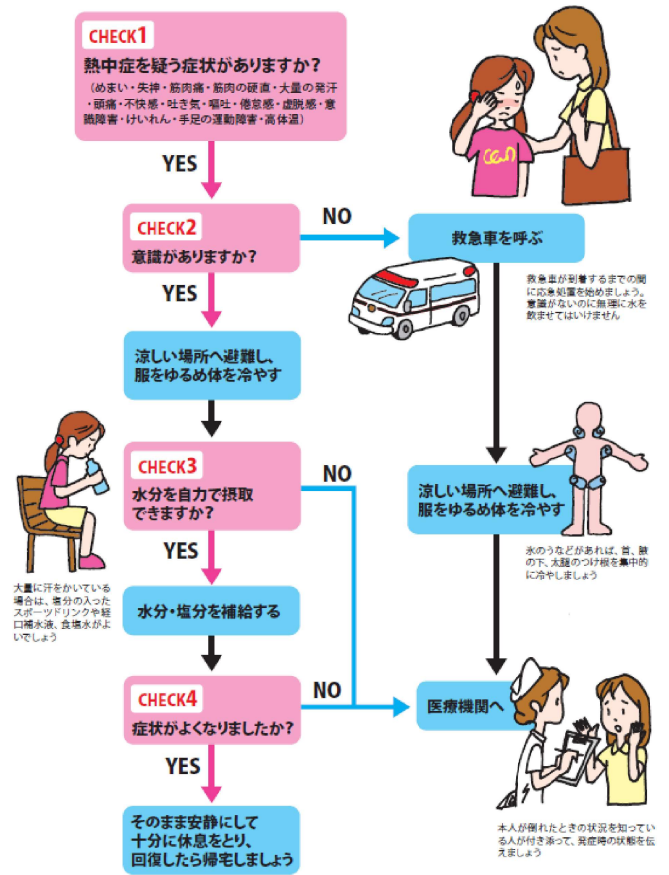 CHECK1
熱中症を疑う症状がありますか？
（めまい・失神・筋肉痛・筋肉の硬直・大量の発汗
・頭痛・不快感・吐き気・嘔吐・倦怠感・虚脱感・意
識障害・けいれん・手足の運動障害・高体温）
YES
CHECK2
意識がありますか？
NO
救急車を呼ぶ
救急車が到着するまでの間
に応急処置を始めましょう。
意識がないのに無理に水を
飲ませてはいけません
YES
涼しい場所へ避難し、
服をゆるめ体を冷やす
CHECK3
水分を自力で摂取
できますか？
NO
涼しい場所へ避難し、
服をゆるめ体を冷やす
氷のうなどがあれば、首、腋
の下、太腿のつけ根を集中的
に冷やしましょう
YES
大量に汗をかいている
場合は、塩分の入った
スポーツドリンクや経
口補水液、食塩水がよ
いでしょう
水分・塩分を補給する
CHECK4
症状がよくなりましたか？
NO
医療機関へ
YES
本人が倒れたときの状況を知ってい
る人が付き添って、発症時の状態を伝
えましょう
そのまま安静にして
十分に休息をとり、
回復したら帰宅しましょう